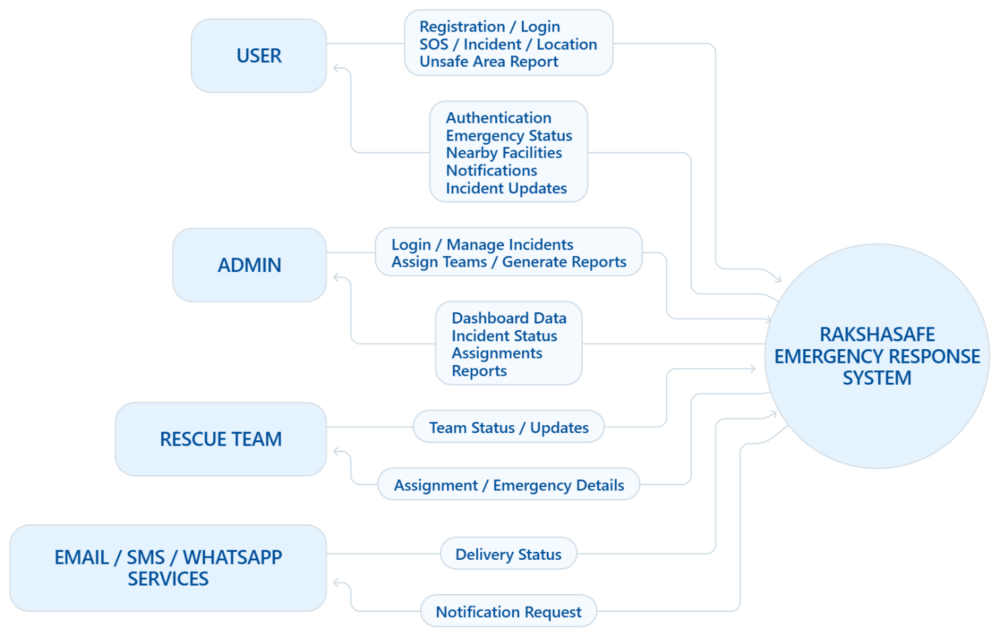 USER
Registration / Login
SOS / Incident / Location
Unsafe Area Report
Authentication
Emergency Status
Nearby Facilities
Notifications
Incident Updates
ADMIN
Login / Manage Incidents
Assign Teams / Generate Reports
Dashboard Data
Incident Status
Assignments
Reports
RAKSHASAFE
EMERGENCY RESPONSE
SYSTEM
RESCUE TEAM
Team Status / Updates
Assignment / Emergency Details
EMAIL / SMS / WHATSAPP
SERVICES
Delivery Status
Notification Request